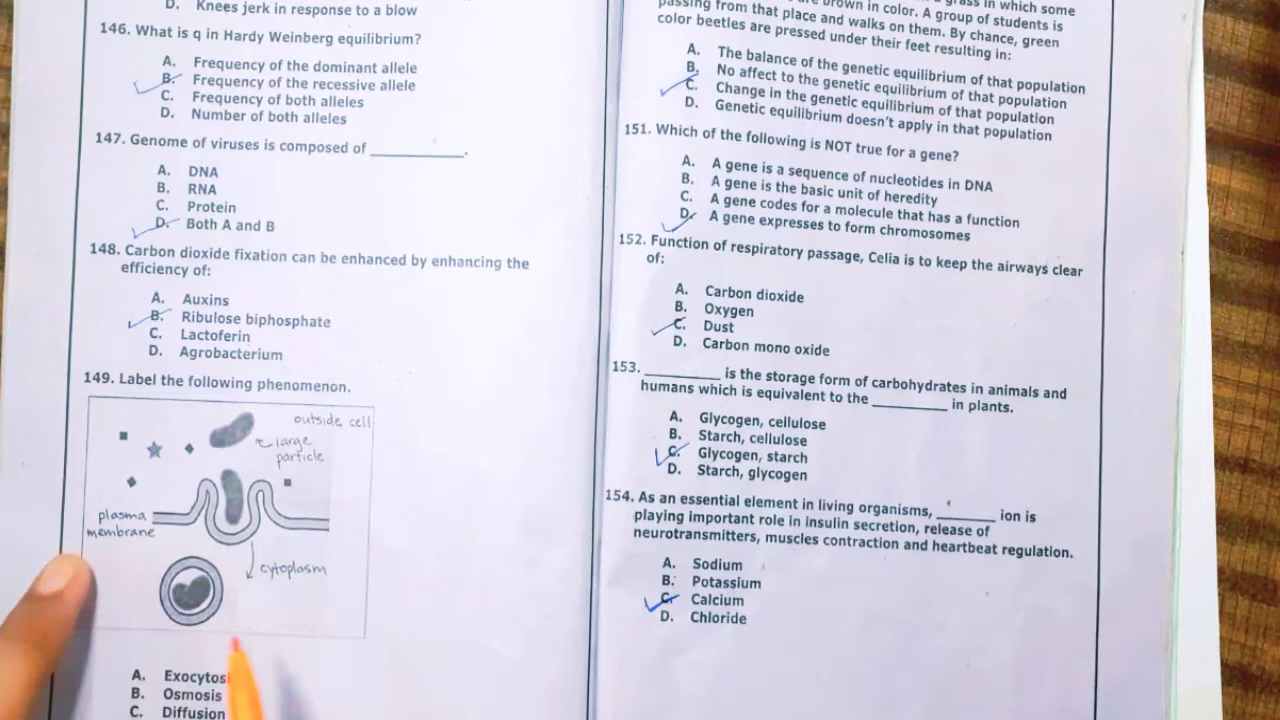 D. Knees jerk in response to a blow
146. What is q in Hardy Weinberg equilibrium?
A. Frequency of the dominant allele
B. Frequency of the recessive allele
C. Frequency of both alleles
D. Number of both alleles
147. Genome of viruses is composed of __________.
A. DNA
B. RNA
C. Protein
D. Both A and B
148. Carbon dioxide fixation can be enhanced by enhancing the
efficiency of:
A. Auxins
B. Ribulose biphosphate
C. Lactoferin
D. Agrobacterium
149. Label the following phenomenon.
outside cell
large
particle
plasma
membrane
cytoplasm
A. Exocytos
B. Osmosis
C. Diffusion
grass in which some
are brown in color. A group of students is
passing from that place and walks on them. By chance, green
color beetles are pressed under their feet resulting in:
A. The balance of the genetic equilibrium of that population
B. No affect to the genetic equilibrium of that population
C. Change in the genetic equilibrium of that population
D. Genetic equilibrium doesn't apply in that population
151. Which of the following is NOT true for a gene?
A. A gene is a sequence of nucleotides in DNA
B. A gene is the basic unit of heredity
C. A gene codes for a molecule that has a function
D. A gene expresses to form chromosomes
152. Function of respiratory passage, Celia is to keep the airways clear
of:
A. Carbon dioxide
B. Oxygen
C. Dust
D. Carbon mono oxide
153. ________ is the storage form of carbohydrates in animals and
humans which is equivalent to the ________ in plants.
A. Glycogen, cellulose
B. Starch, cellulose
C. Glycogen, starch
D. Starch, glycogen
154. As an essential element in living organisms, ______ ion is
playing important role in insulin secretion, release of
neurotransmitters, muscles contraction and heartbeat regulation.
A. Sodium
B. Potassium
C. Calcium
D. Chloride